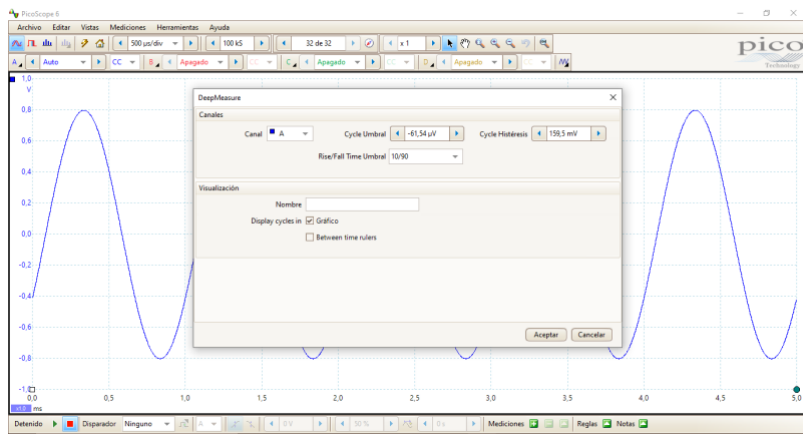 PicoScope 6
Archivo Editar Vistas Mediciones Herramientas Ayuda
500 µs/div 100 kS 32 de 32 x 1
pico
Technology
A Auto CC B Apagado CC C Apagado CC D Apagado CC
1,0
V
0,8
0,6
0,4
0,2
0,0
-0,2
-0,4
-0,6
-0,8
-1,0
DeepMeasure
Canales
Canal A Cycle Umbral -61,54 µV Cycle Histéresis 159,5 mV
Rise/Fall Time Umbral 10/90
Visualización
Nombre
Display cycles in Gráfico
Between time rulers
Aceptar Cancelar
0,0 0,5 1,0 1,5 2,0 2,5 3,0 3,5 4,0 4,5 5,0
x1,0 ms
Detenido Disparador Ninguno A 0 V 50 % 0 s Mediciones Reglas Notas